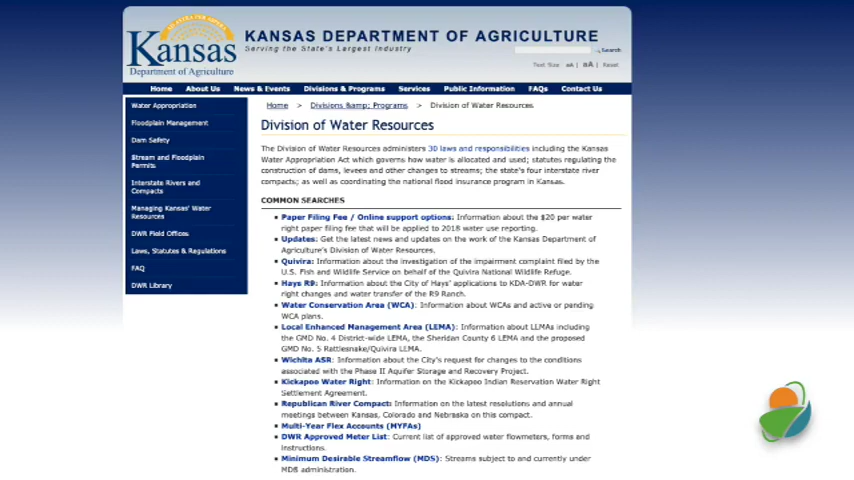 Kansas
Department of Agriculture
KANSAS DEPARTMENT OF AGRICULTURE
Serving the State's Largest Industry
Search
Text Size aA | aA | Reset
Home About Us News & Events Divisions & Programs Services Public Information FAQs Contact Us
Water Appropriation
Floodplain Management
Dam Safety
Stream and Floodplain
Permits
Interstate Rivers and
Compacts
Managing Kansas' Water
Resources
DWR Field Offices
Laws, Statutes & Regulations
FAQ
DWR Library
Home > Divisions &amp; Programs > Division of Water Resources
Division of Water Resources
The Division of Water Resources administers 30 laws and responsibilities including the Kansas
Water Appropriation Act which governs how water is allocated and used; statutes regulating the
construction of dams, levees and other changes to streams; the state's four interstate river
compacts; as well as coordinating the national flood insurance program in Kansas.
COMMON SEARCHES
Paper Filing Fee / Online support options: Information about the $20 per water
right paper filing fee that will be applied to 2018 water use reporting.
Updates: Get the latest news and updates on the work of the Kansas Department of
Agriculture's Division of Water Resources.
Quivira: Information about the investigation of the impairment complaint filed by the
U.S. Fish and Wildlife Service on behalf of the Quivira National Wildlife Refuge.
Hays R9: Information about the City of Hays' applications to KDA-DWR for water
right changes and water transfer of the R9 Ranch.
Water Conservation Area (WCA): Information about WCAs and active or pending
WCA plans.
Local Enhanced Management Area (LEMA): Information about LEMAs including
the GMD No. 4 District-wide LEMA, the Sheridan County 6 LEMA and the proposed
GMD No. 5 Rattlesnake/Quivira LEMA.
Wichita ASR: Information about the City's request for changes to the conditions
associated with the Phase II Aquifer Storage and Recovery Project.
Kickapoo Water Right: Information on the Kickapoo Indian Reservation Water Right
Settlement Agreement.
Republican River Compact: Information on the latest resolutions and annual
meetings between Kansas, Colorado and Nebraska on this compact.
Multi-Year Flex Accounts (MYFAs)
DWR Approved Meter List: Current list of approved water flowmeters, forms and
instructions.
Minimum Desirable Streamflow (MDS): Streams subject to and currently under
MDS administration.